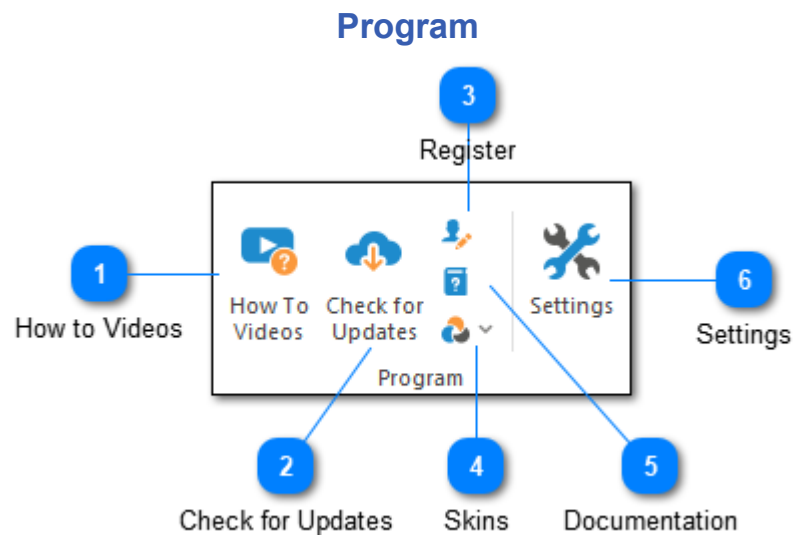 Program
3
Register
1
How to Videos
How To
Videos
Check for
Updates
?
?
Settings
6
Settings
Program
2
Check for Updates
4
Skins
5
Documentation